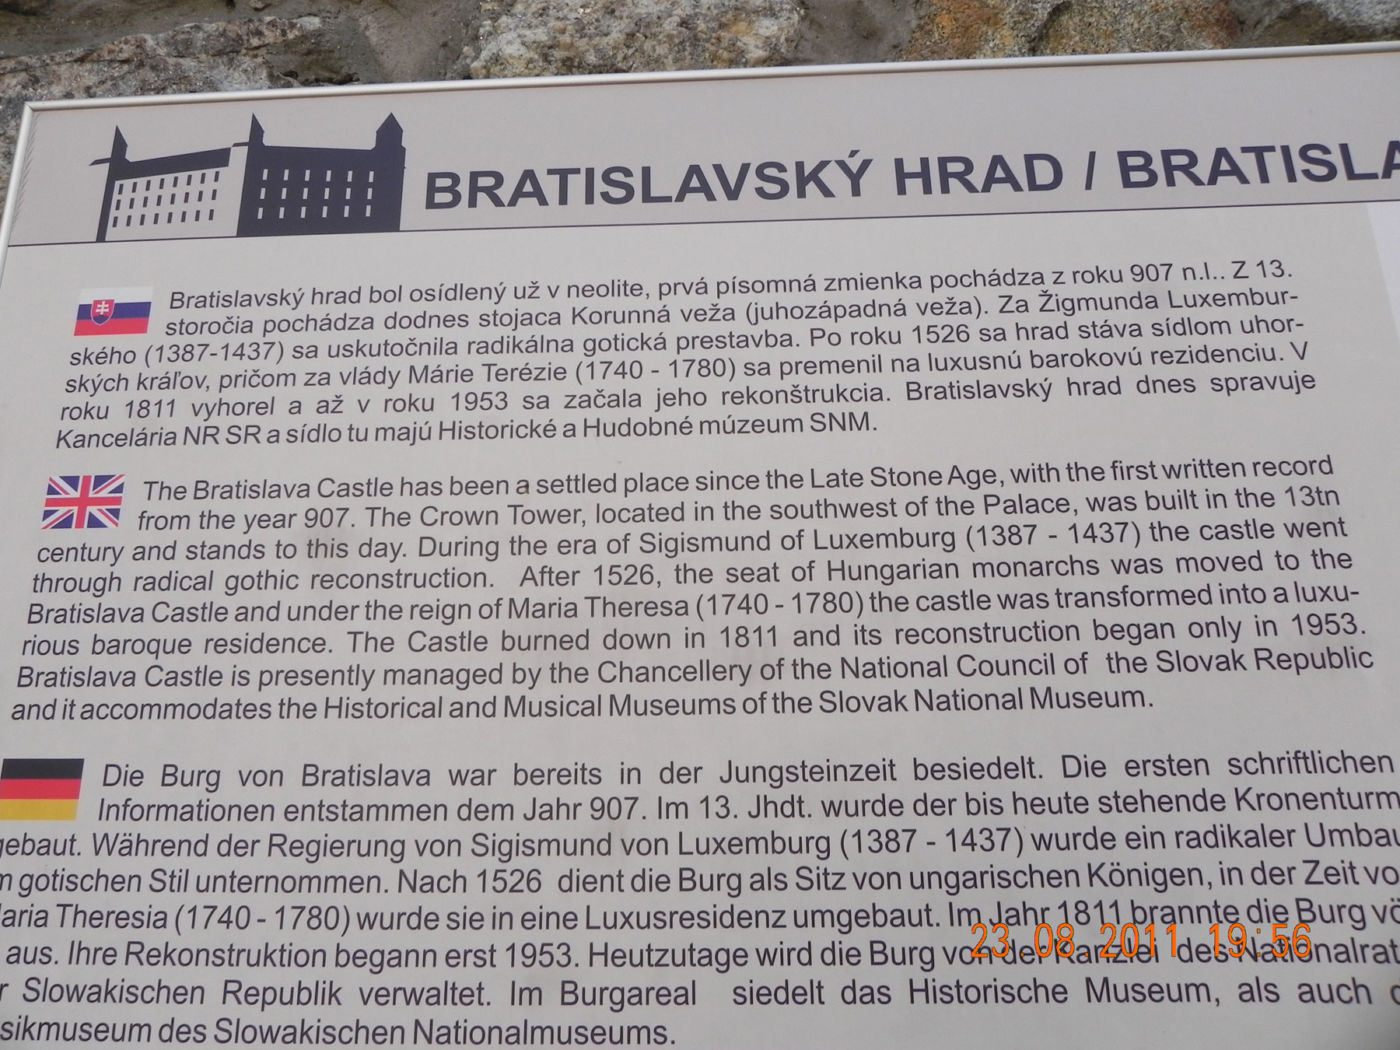 BRATISLAVSKÝ HRAD / BRATISLA
Bratislavský hrad bol osídlený už v neolite, prvá písomná zmienka pochádza z roku 907 n.l.. Z 13.
storočia pochádza dodnes stojaca Korunná veža (juhozápadná veža). Za Žigmunda Luxembur-
ského (1387-1437) sa uskutočnila radikálna gotická prestavba. Po roku 1526 sa hrad stáva sídlom uhor-
ských kráľov, pričom za vlády Márie Terézie (1740 - 1780) sa premenil na luxusnú barokovú rezidenciu. V
roku 1811 vyhorel a až v roku 1953 sa začala jeho rekonštrukcia. Bratislavský hrad dnes spravuje
Kancelária NR SR a sídlo tu majú Historické a Hudobné múzeum SNM.
The Bratislava Castle has been a settled place since the Late Stone Age, with the first written record
from the year 907. The Crown Tower, located in the southwest of the Palace, was built in the 13tn
century and stands to this day. During the era of Sigismund of Luxemburg (1387 - 1437) the castle went
through radical gothic reconstruction. After 1526, the seat of Hungarian monarchs was moved to the
Bratislava Castle and under the reign of Maria Theresa (1740 - 1780) the castle was transformed into a luxu-
rious baroque residence. The Castle burned down in 1811 and its reconstruction began only in 1953.
Bratislava Castle is presently managed by the Chancellery of the National Council of the Slovak Republic
and it accommodates the Historical and Musical Museums of the Slovak National Museum.
Die Burg von Bratislava war bereits in der Jungsteinzeit besiedelt. Die ersten schriftlichen
Informationen entstammen dem Jahr 907. Im 13. Jhdt. wurde der bis heute stehende Kronenturm
gebaut. Während der Regierung von Sigismund von Luxemburg (1387 - 1437) wurde ein radikaler Umbau
m gotischen Stil unternommen. Nach 1526 dient die Burg als Sitz von ungarischen Königen, in der Zeit vo
aria Theresia (1740 - 1780) wurde sie in eine Luxusresidenz umgebaut. Im Jahr 1811 brannte die Burg vö
aus. Ihre Rekonstruktion begann erst 1953. Heutzutage wird die Burg von der Kanzlei des Nationalrat
r Slowakischen Republik verwaltet. Im Burgareal siedelt das Historische Museum, als auch d
sikmuseum des Slowakischen Nationalmuseums.
23.08.2011 19:56